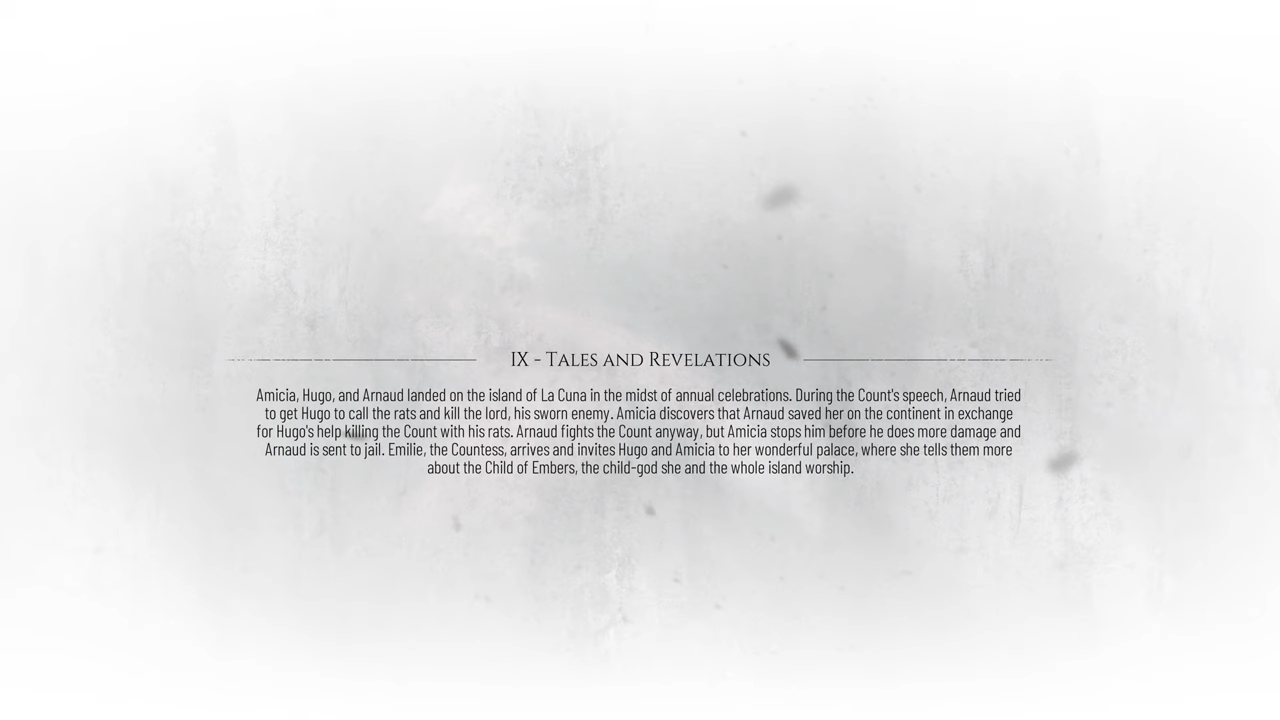 IX - Tales and Revelations
Amicia, Hugo, and Arnaud landed on the island of La Cuna in the midst of annual celebrations. During the Count's speech, Arnaud tried
to get Hugo to call the rats and kill the lord, his sworn enemy. Amicia discovers that Arnaud saved her on the continent in exchange
for Hugo's help killing the Count with his rats. Arnaud fights the Count anyway, but Amicia stops him before he does more damage and
Arnaud is sent to jail. Emilie, the Countess, arrives and invites Hugo and Amicia to her wonderful palace, where she tells them more
about the Child of Embers, the child-god she and the whole island worship.